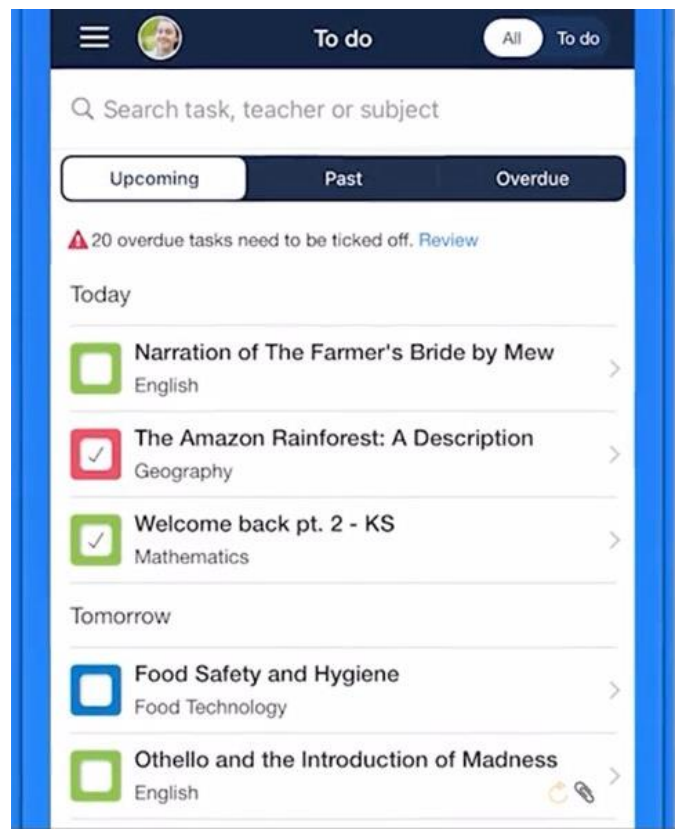 To do
All
To do
Search task, teacher or subject
Upcoming
Past
Overdue
20 overdue tasks need to be ticked off. Review
Today
Narration of The Farmer's Bride by Mew
English
The Amazon Rainforest: A Description
Geography
Welcome back pt. 2 - KS
Mathematics
Tomorrow
Food Safety and Hygiene
Food Technology
Othello and the Introduction of Madness
English